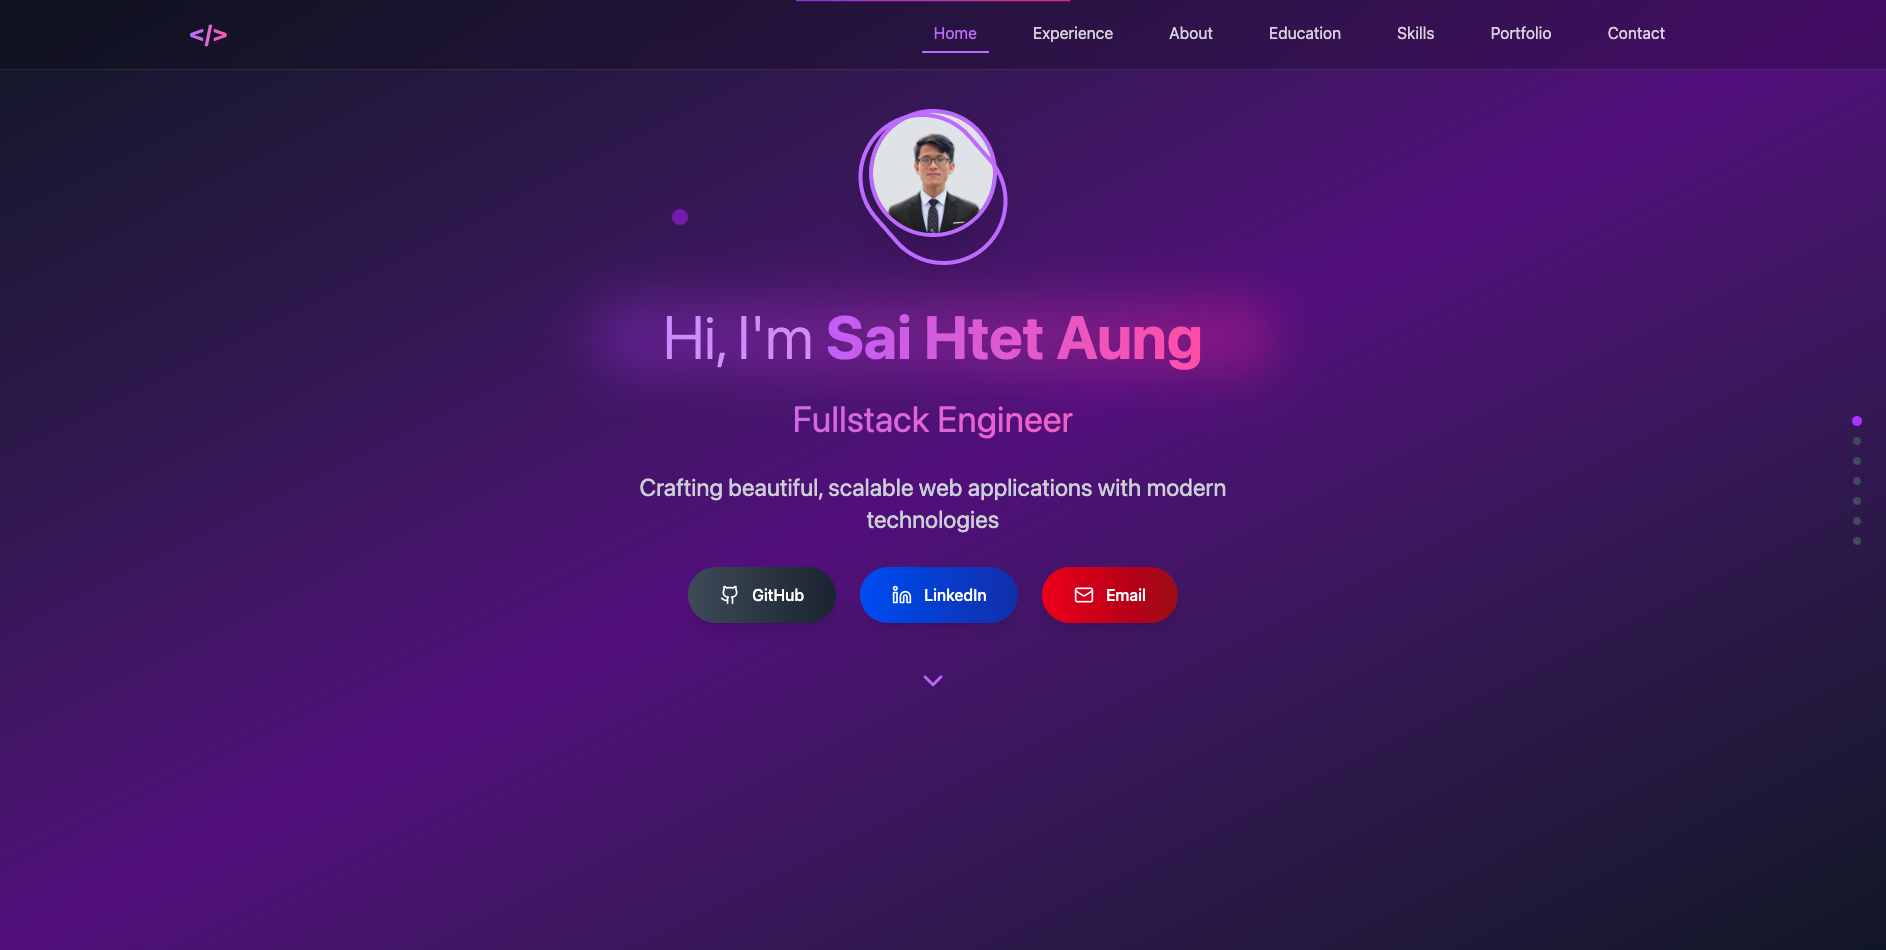 </>
Home
Experience
About
Education
Skills
Portfolio
Contact
Hi, I'm Sai Htet Aung
Fullstack Engineer
Crafting beautiful, scalable web applications with modern
technologies
GitHub
LinkedIn
Email